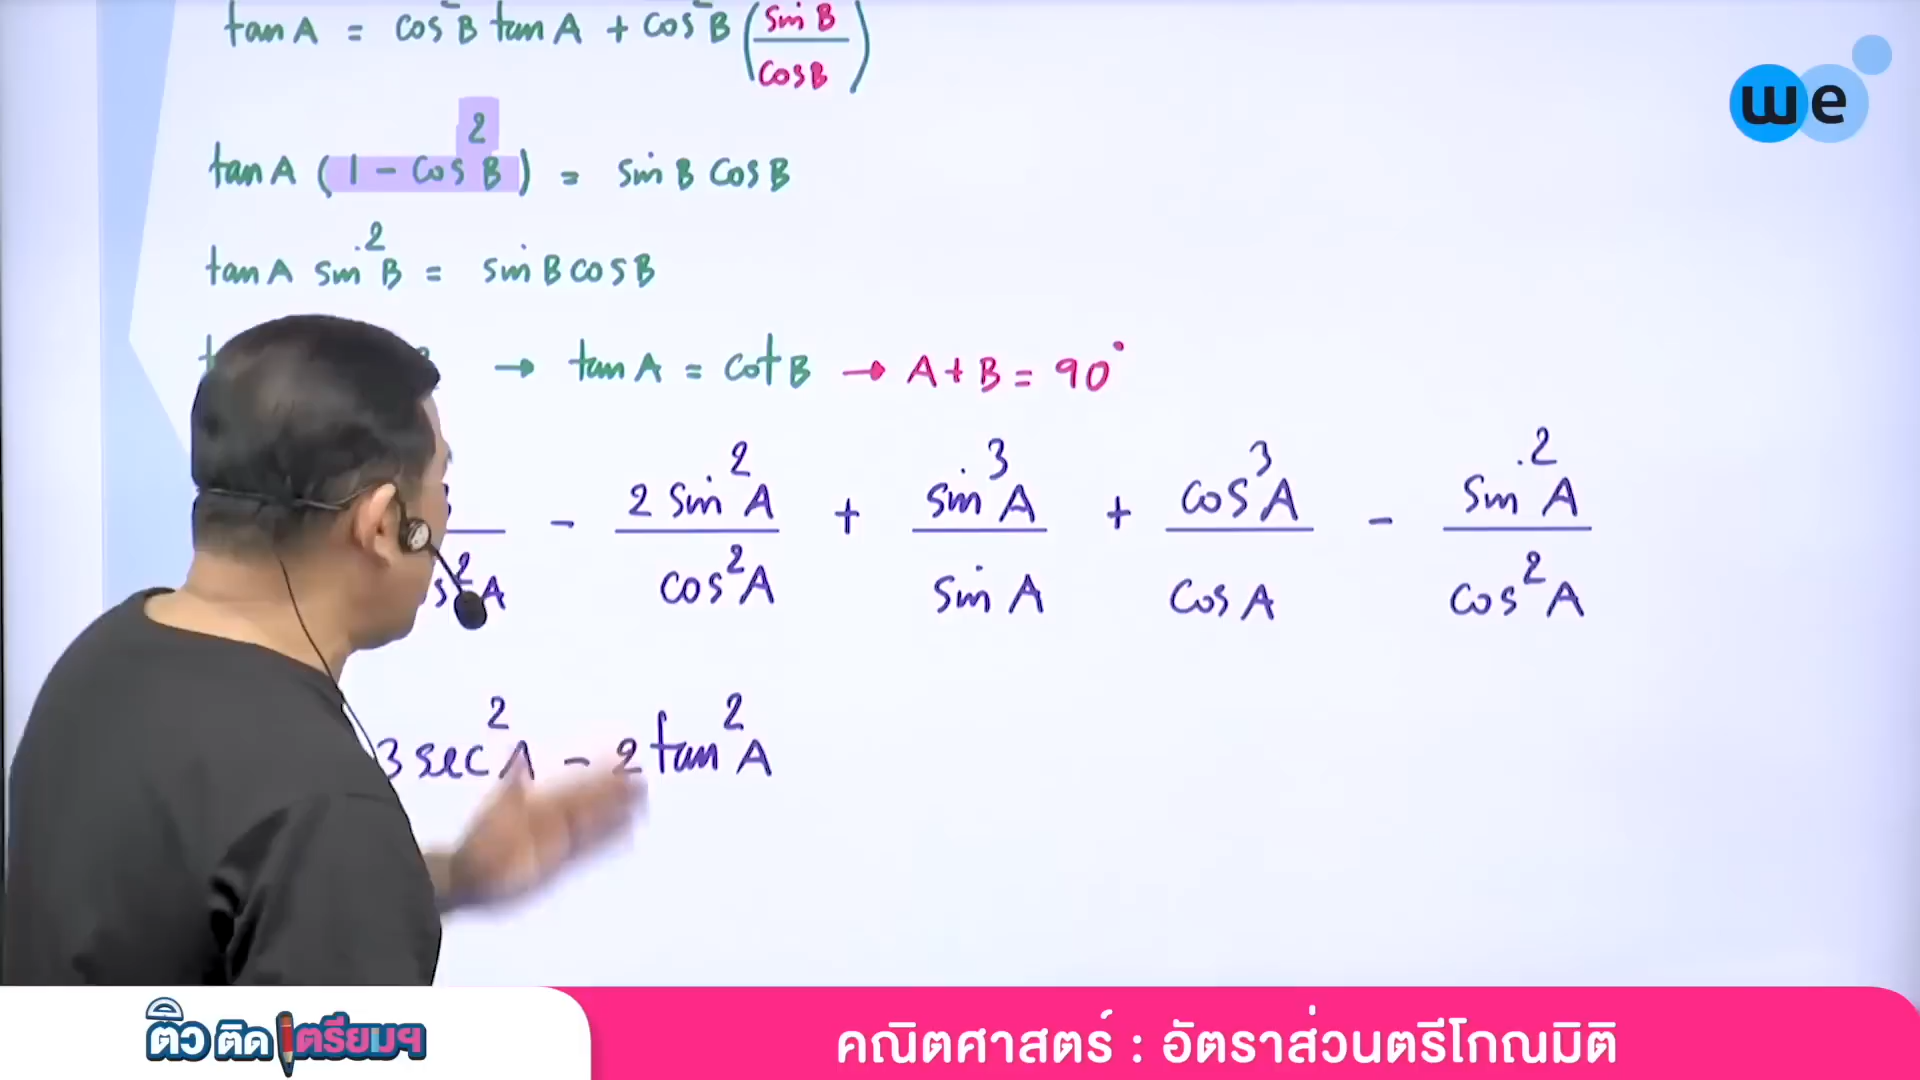 tan A = cos²B tan A + cos²B (sin B / cos B)
we
tan A (1 - cos²B) = sin B cos B
tan A sin²B = sin B cos B
→ tan A = cot B → A + B = 90°
- 2 sin²A / cos²A + sin³A / sin A + cos³A / cos A - sin²A / cos²A
3 sec²A - 2 tan²A
ติว ติด เตรียมฯ
คณิตศาสตร์ : อัตราส่วนตรีโกณมิติ